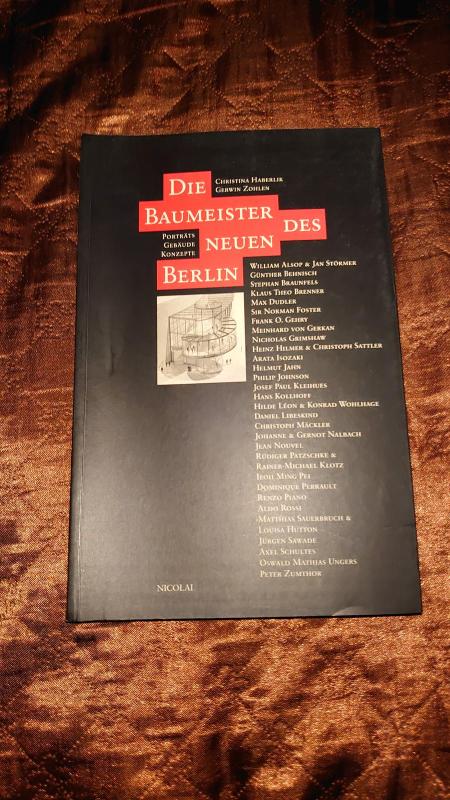 Christina Haberlik
Gerwin Zohlen
Die
Baumeister
des
Porträts
Gebäude
Konzepte
neuen
Berlin
William Alsop & Jan Störmer
Günther Behnisch
Stephan Braunfels
Klaus Theo Brenner
Max Dudler
Sir Norman Foster
Frank O. Gehry
Meinhard von Gerkan
Nicholas Grimshaw
Heinz Hilmer & Christoph Sattler
Arata Isozaki
Helmut Jahn
Philip Johnson
Josef Paul Kleihues
Hans Kollhoff
Hilde Léon & Konrad Wohlhage
Daniel Libeskind
Christoph Mäckler
Johanne & Gernot Nalbach
Jean Nouvel
Rüdiger Patzschke &
Rainer-Michael Klotz
Ieoh Ming Pei
Dominique Perrault
Renzo Piano
Aldo Rossi
Matthias Sauerbruch &
Louisa Hutton
Jürgen Sawade
Axel Schultes
Oswald Mathias Ungers
Peter Zumthor
NICOLAI